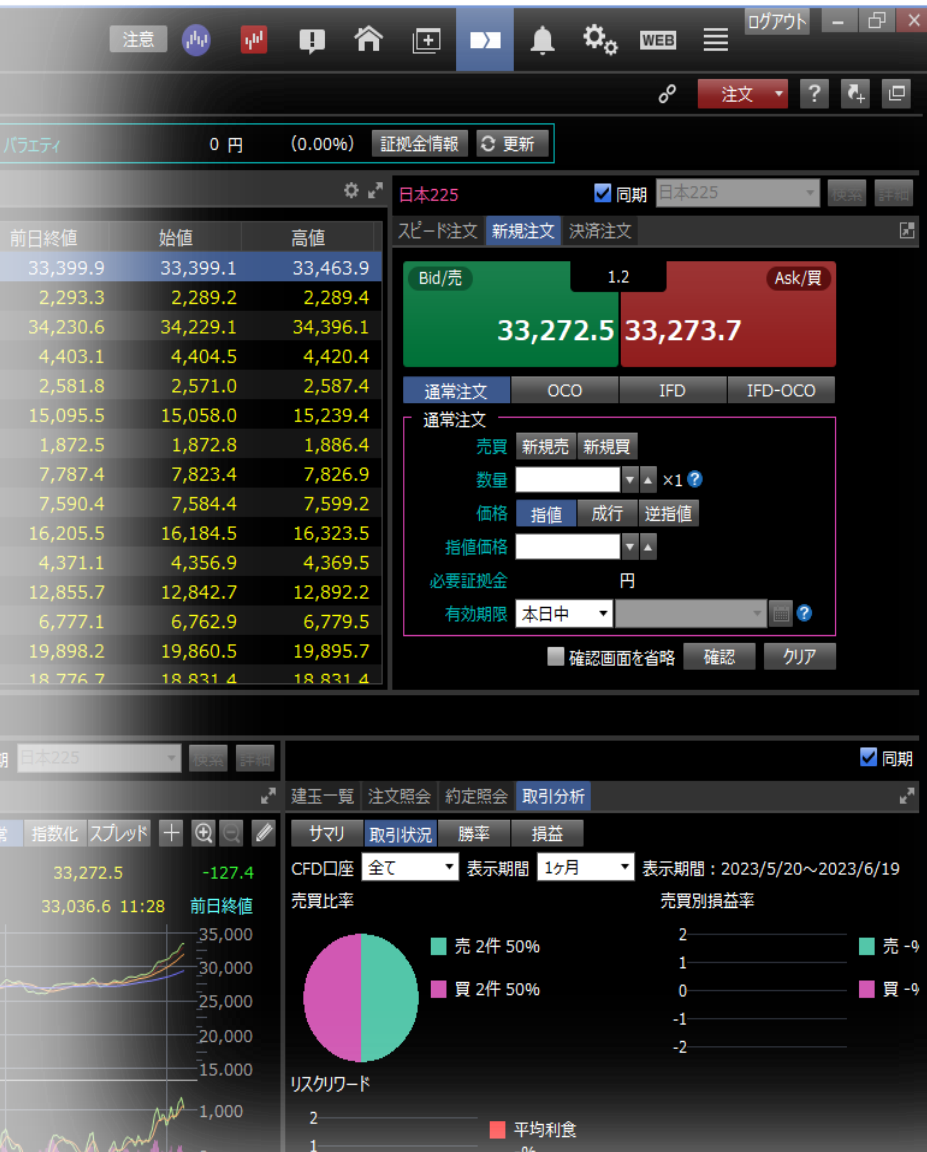 注意 WEB ログアウト
注文 ?
バラエティ 0 円 (0.00%) 証拠金情報 更新
日本225 同期 日本225 検索 詳細
スピード注文 新規注文 決済注文
前日終値 始値 高値
33,399.9 33,399.1 33,463.9
2,293.3 2,289.2 2,289.4
34,230.6 34,229.1 34,396.1
4,403.1 4,404.5 4,420.4
2,581.8 2,571.0 2,587.4
15,095.5 15,058.0 15,239.4
1,872.5 1,872.8 1,886.4
7,787.4 7,823.4 7,826.9
7,590.4 7,584.4 7,599.2
16,205.5 16,184.5 16,323.5
4,371.1 4,356.9 4,369.5
12,855.7 12,842.7 12,892.2
6,777.1 6,762.9 6,779.5
19,898.2 19,860.5 19,895.7
18,776.7 18,831.4 18,831.4
Bid/売 1.2 Ask/買
33,272.5 33,273.7
通常注文 OCO IFD IFD-OCO
通常注文
売買 新規売 新規買
数量 ×1 ?
価格 指値 成行 逆指値
指値価格
必要証拠金 円
有効期限 本日中 ?
確認画面を省略 確認 クリア
期 日本225 検索 詳細
同期
常 指数化 スプレッド
33,272.5 -127.4
33,036.6 11:28 前日終値
35,000
30,000
25,000
20,000
15,000
1,000
建玉一覧 注文照会 約定照会 取引分析
サマリ 取引状況 勝率 損益
CFD口座 全て 表示期間 1ヶ月 表示期間：2023/5/20～2023/6/19
売買比率
売 2件 50%
買 2件 50%
売買別損益率
2
1
0
-1
-2
売 -%
買 -%
リスクリワード
2
1
平均利食
-%